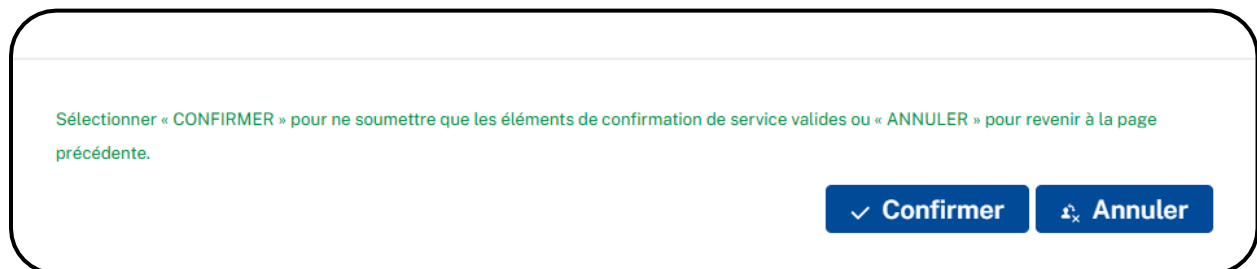 Sélectionner « CONFIRMER » pour ne soumettre que les éléments de confirmation de service valides ou « ANNULER » pour revenir à la page
précédente.
Confirmer Annuler